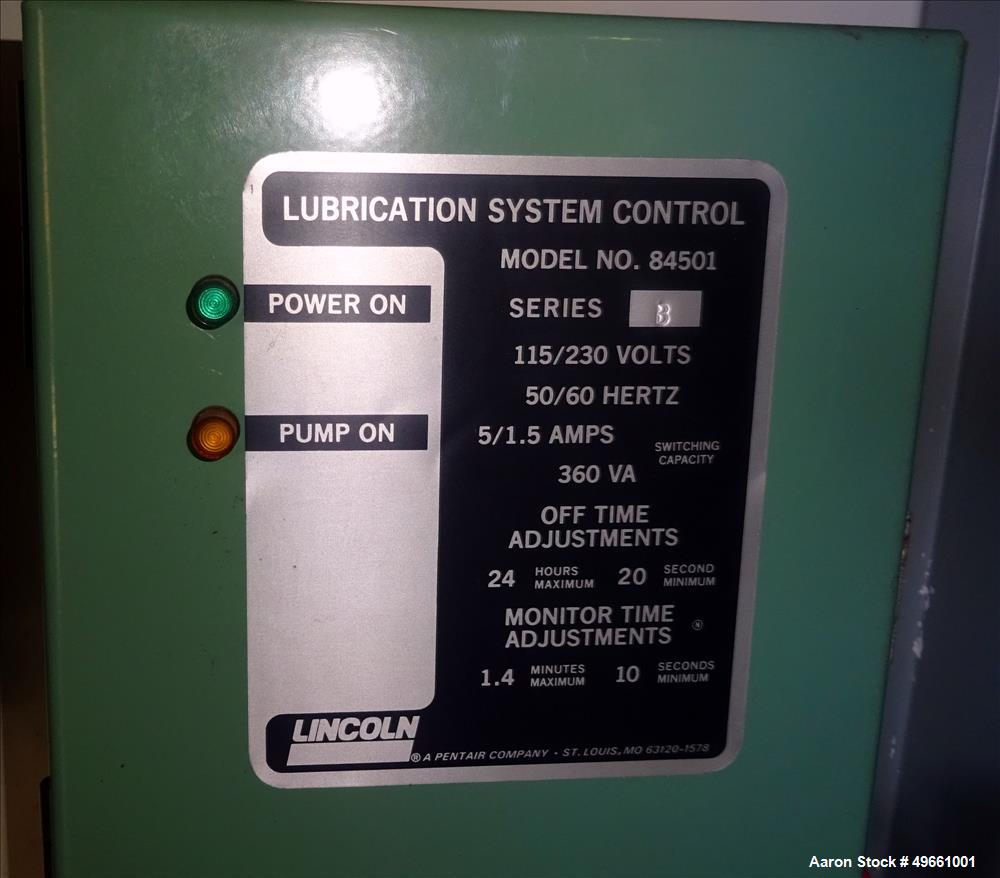 LUBRICATION SYSTEM CONTROL
MODEL NO. 84501
POWER ON
SERIES
115/230 VOLTS
50/60 HERTZ
PUMP ON
5/1.5 AMPS
SWITCHING
CAPACITY
360 VA
OFF TIME
ADJUSTMENTS
24 HOURS MAXIMUM 20 SECOND MINIMUM
MONITOR TIME
ADJUSTMENTS
1.4 MINUTES MAXIMUM 10 SECONDS MINIMUM
LINCOLN
® A PENTAIR COMPANY · ST. LOUIS, MO 63120-1578
Aaron Stock # 49661001